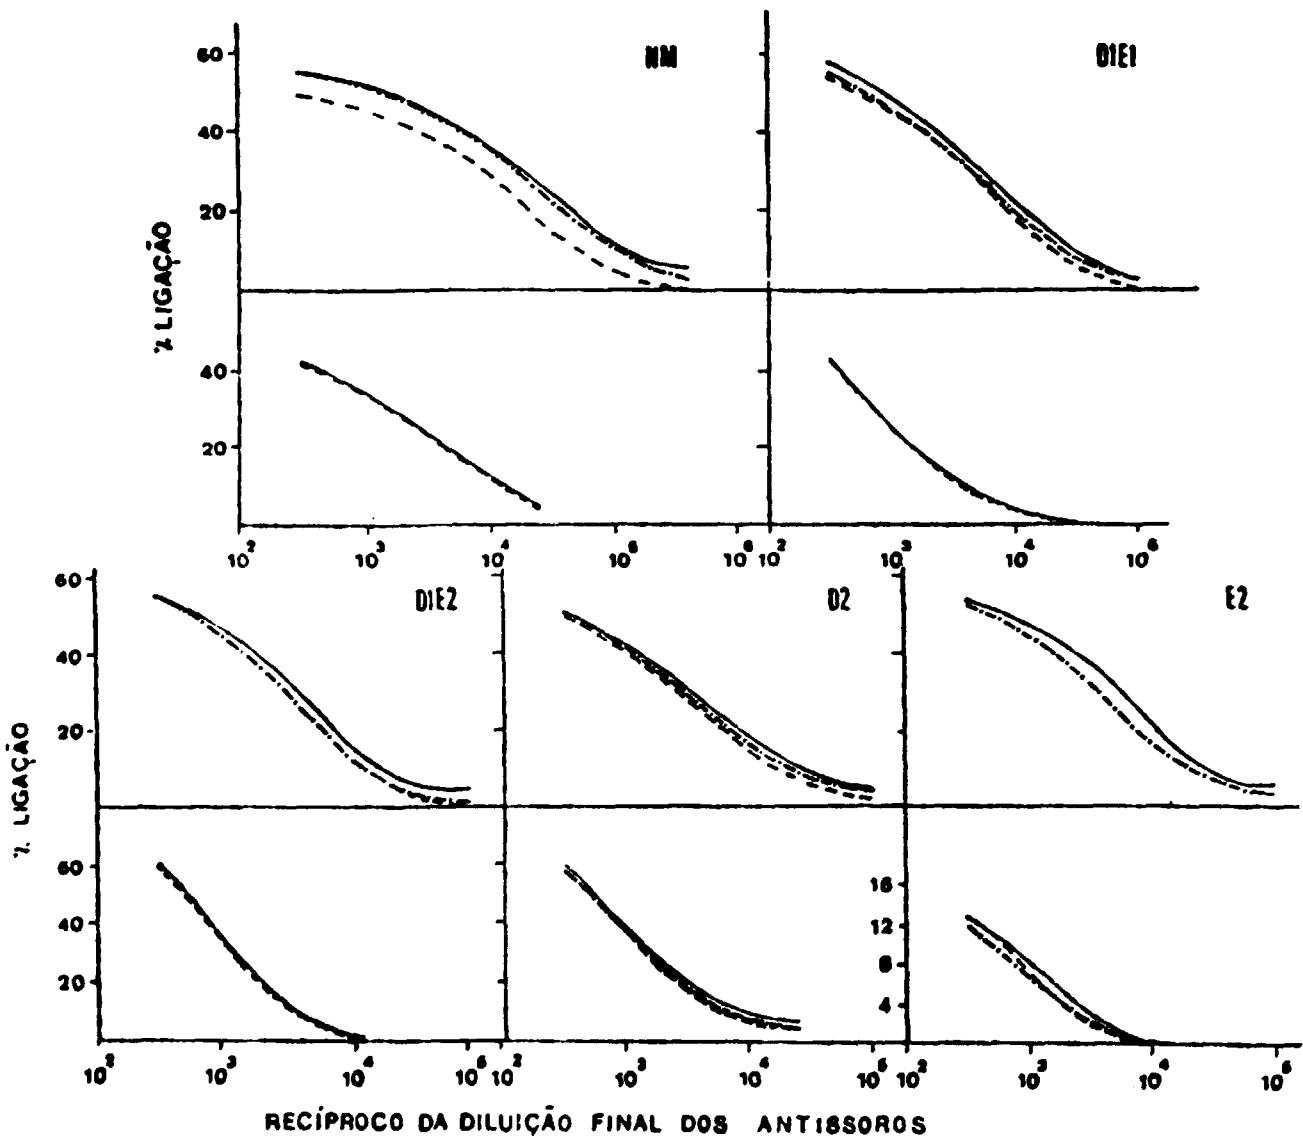 NM
D1E1
60
40
20
% LIGAÇÃO
40
20
10² 10³ 10⁴ 10⁶ 10⁶ 10² 10³ 10⁴ 10⁶
D1E2
D2
E2
60
40
20
% LIGAÇÃO
60
40
20
16
12
8
4
10² 10³ 10⁴ 10⁵ 10² 10³ 10⁴ 10⁵ 10² 10³ 10⁴ 10⁵
RECÍPROCO DA DILUIÇÃO FINAL DOS ANTISSOROS